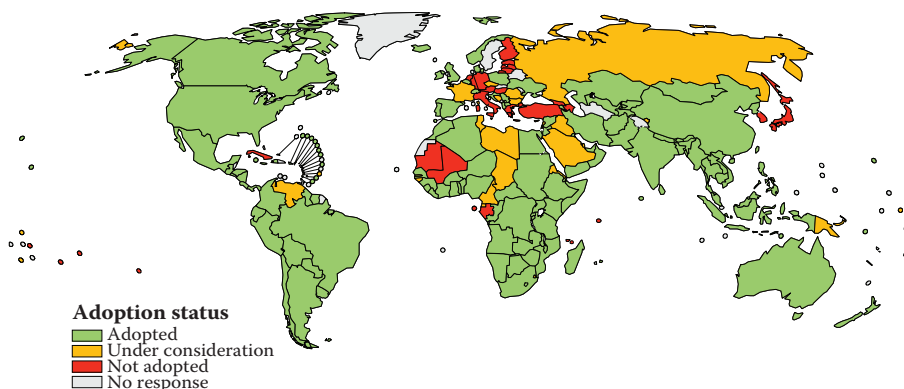 Adoption status
Adopted
Under consideration
Not adopted
No response